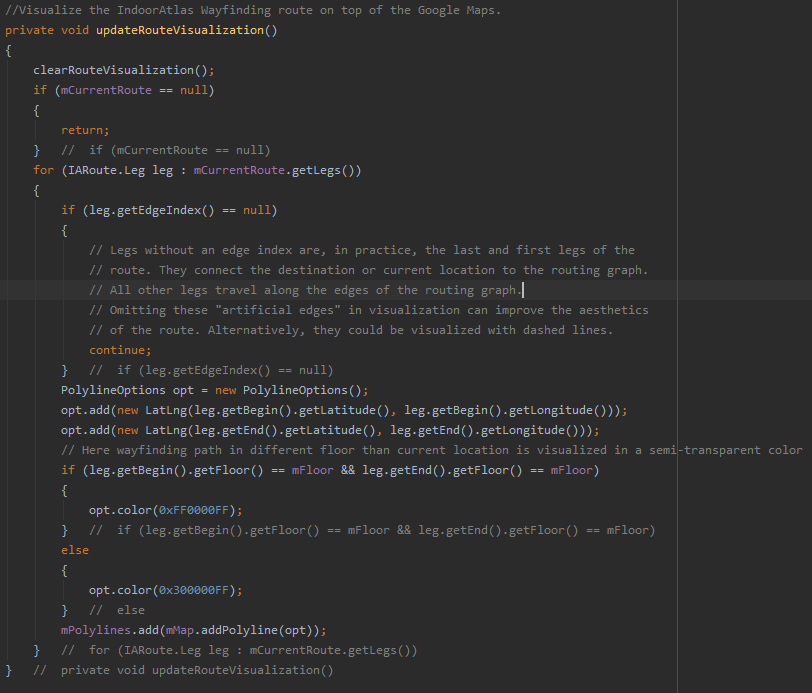 //Visualize the IndoorAtlas Wayfinding route on top of the Google Maps.
private void updateRouteVisualization()
{
    clearRouteVisualization();
    if (mCurrentRoute == null)
    {
        return;
    }   //  if (mCurrentRoute == null)
    for (IARoute.Leg leg : mCurrentRoute.getLegs())
    {
        if (leg.getEdgeIndex() == null)
        {
            // Legs without an edge index are, in practice, the last and first legs of the
            // route. They connect the destination or current location to the routing graph.
            // All other legs travel along the edges of the routing graph.
            // Omitting these "artificial edges" in visualization can improve the aesthetics
            // of the route. Alternatively, they could be visualized with dashed lines.
            continue;
        }   //  if (leg.getEdgeIndex() == null)
        PolylineOptions opt = new PolylineOptions();
        opt.add(new LatLng(leg.getBegin().getLatitude(), leg.getBegin().getLongitude()));
        opt.add(new LatLng(leg.getEnd().getLatitude(), leg.getEnd().getLongitude()));
        // Here wayfinding path in different floor than current location is visualized in a semi-transparent color
        if (leg.getBegin().getFloor() == mFloor && leg.getEnd().getFloor() == mFloor)
        {
            opt.color(0xFF0000FF);
        }   //  if (leg.getBegin().getFloor() == mFloor && leg.getEnd().getFloor() == mFloor)
        else
        {
            opt.color(0x300000FF);
        }   //  else
        mPolylines.add(mMap.addPolyline(opt));
    }   //  for (IARoute.Leg leg : mCurrentRoute.getLegs())
}   //  private void updateRouteVisualization()